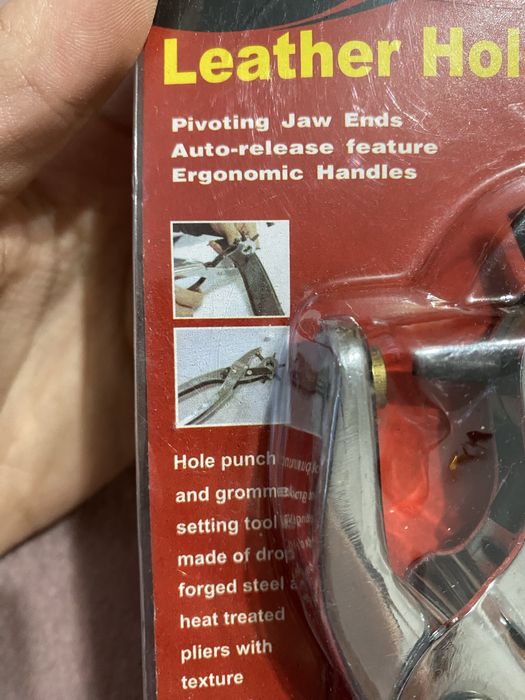 Leather Hol
Pivoting Jaw Ends
Auto-release feature
Ergonomic Handles
Hole punch
and gromm
setting tool
made of drop
forged steel
heat treated
pliers with
texture